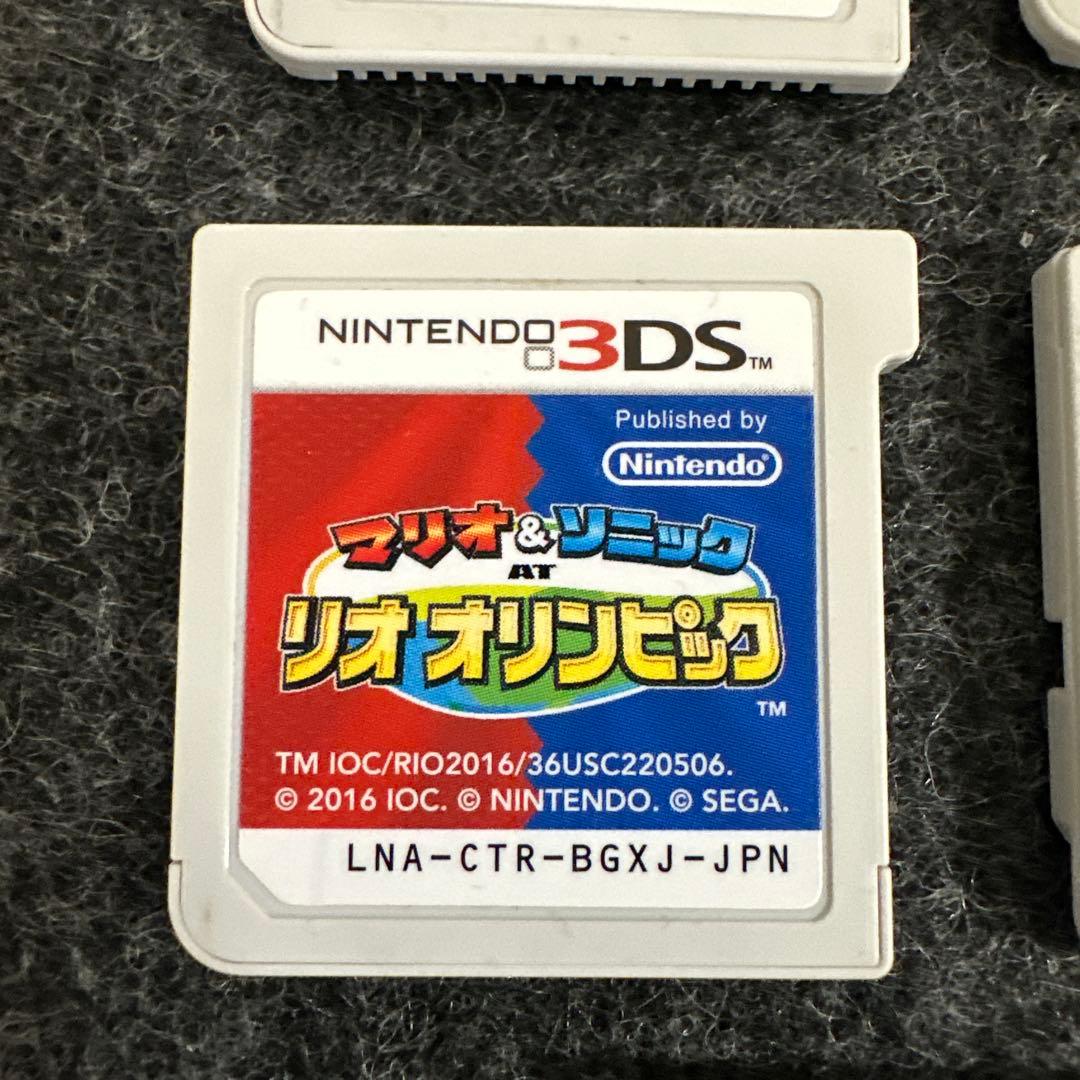 NINTENDO 3DS™
Published by
Nintendo®
マリオ&ソニック
AT
リオ オリンピック
™
TM IOC/RIO2016/36USC220506.
© 2016 IOC. © NINTENDO. © SEGA.
LNA-CTR-BGXJ-JPN